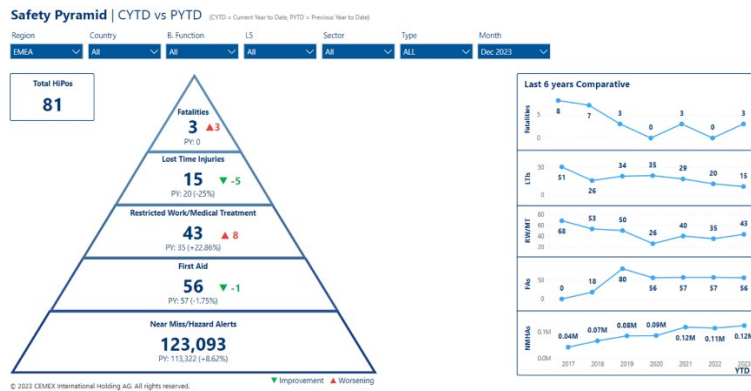 Safety Pyramid | CYTD vs PYTD (CYTD = Current Year to Date, PYTD = Previous Year to Date)
Region Country B. Function L5 Sector Type Month
EMEA All All All All ALL Dec 2023
Total HiPos
81
Fatalities
3 ▲3
PY: 0
Lost Time Injuries
15 ▼ -5
PY: 20 (-25%)
Restricted Work/Medical Treatment
43 ▲ 8
PY: 35 (+22.86%)
First Aid
56 ▼ -1
PY: 57 (-1.75%)
Near Miss/Hazard Alerts
123,093
PY: 113,322 (+8.62%)
▼ Improvement ▲ Worsening
© 2023 CEMEX International Holding AG. All rights reserved.
Last 6 years Comparative
Fatalities
5
0
8 7 3 0 3 0 3
LTIs
50
0
51 26 34 35 29 20 15
RW/MT
80
60
40
20
68 53 50 26 40 35 43
FAs
50
0
0 18 80 56 57 57 56
NMHAs
0.1M
0.0M
0.04M 0.07M 0.08M 0.09M 0.12M 0.11M 0.12M
2017 2018 2019 2020 2021 2022 2023
YTD